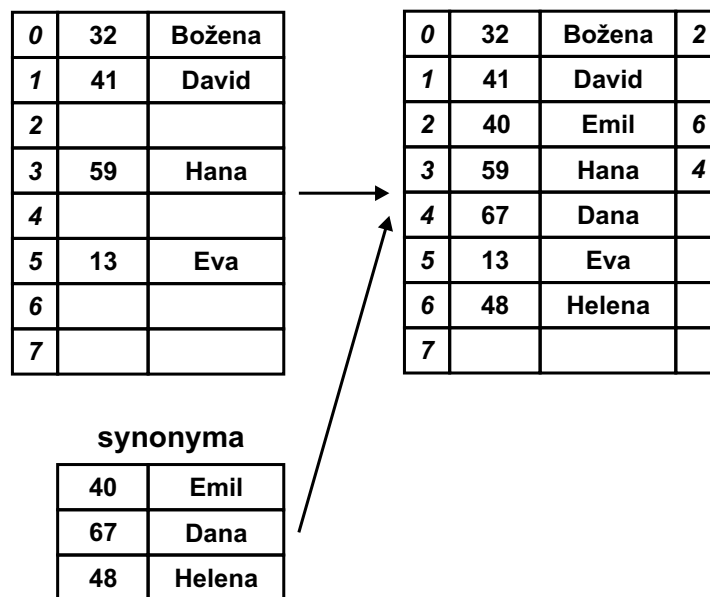 0 32 Božena
1 41 David
2
3 59 Hana
4
5 13 Eva
6
7
0 32 Božena 2
1 41 David
2 40 Emil 6
3 59 Hana 4
4 67 Dana
5 13 Eva
6 48 Helena
7
synonyma
40 Emil
67 Dana
48 Helena